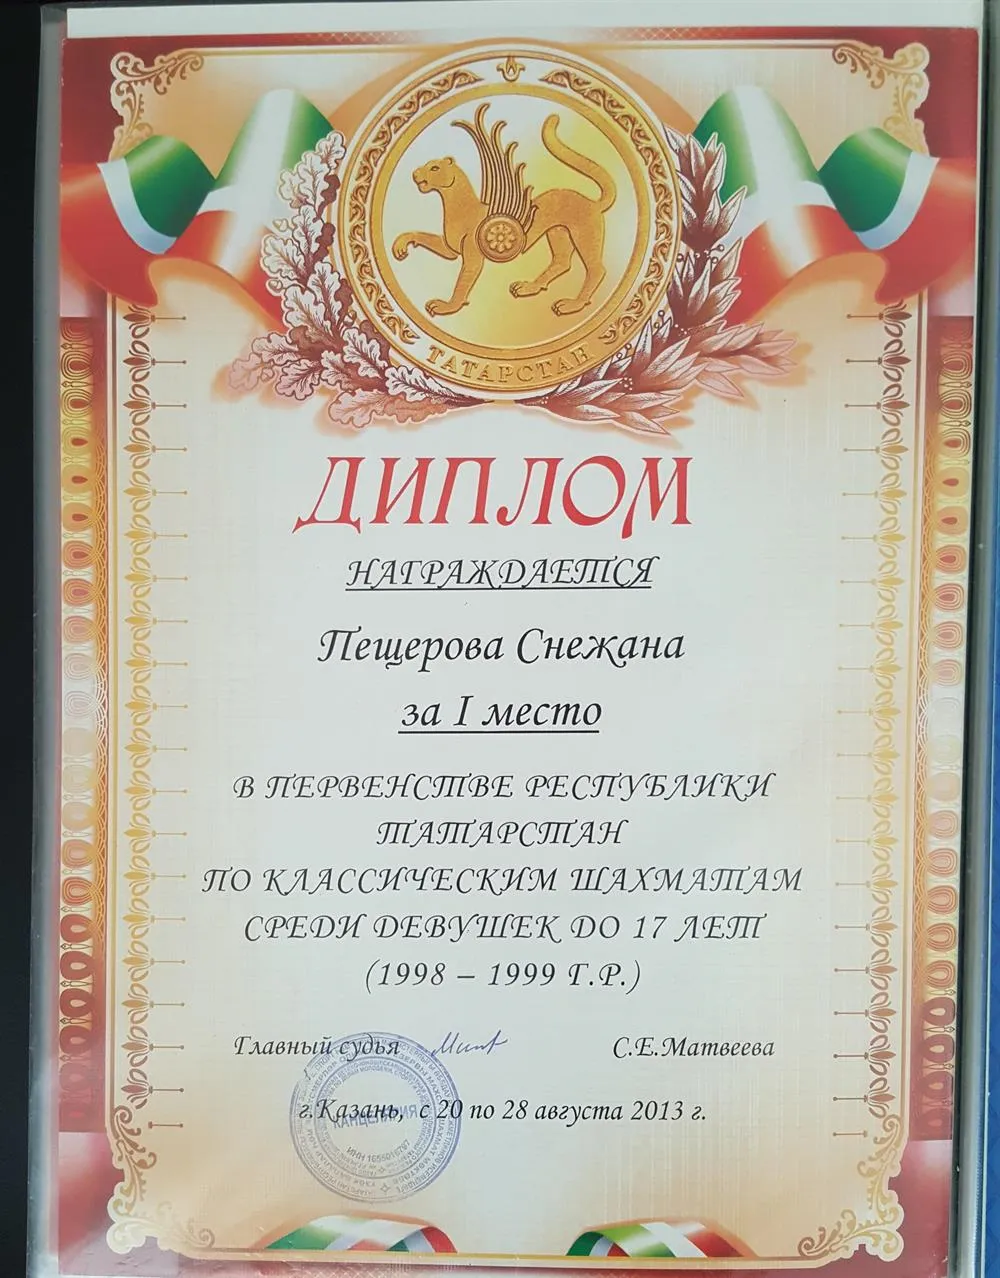 ТАТАРСТАН
ДИПЛОМ
НАГРАЖДАЕТСЯ
Пещерова Снежана
за I место
В ПЕРВЕНСТВЕ РЕСПУБЛИКИ
ТАТАРСТАН
ПО КЛАССИЧЕСКИМ ШАХМАТАМ
СРЕДИ ДЕВУШЕК ДО 17 ЛЕТ
(1998 – 1999 Г.Р.)
Главный судья С.Е.Матвеева
г.Казань, с 20 по 28 августа 2013 г.
КАНЦЕЛЯРИЯ